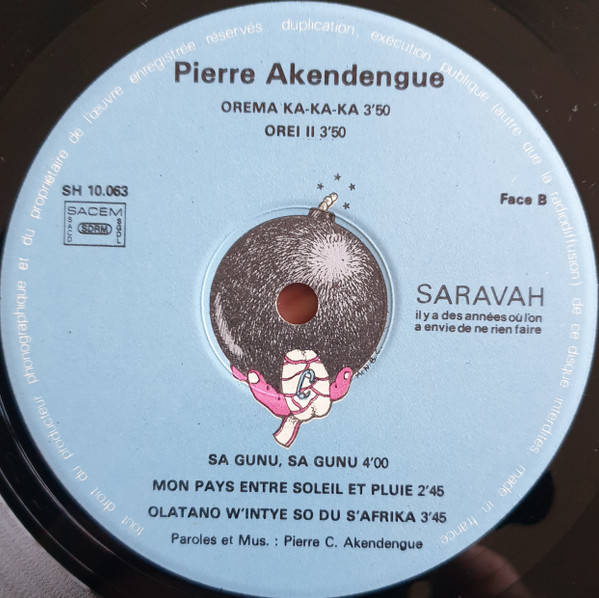 tout droit du producteur phonographique et du propriétaire de l'œuvre enregistrée réservés duplication, exécution publique (autre que la radiodiffusion) de ce disque interdites made in france
Pierre Akendengue
OREMA KA-KA-KA 3'50
OREI II 3'50
SH 10.063
Face B
SACEM
SACD
SDRM
SGDL
SARAVAH
il y a des années où l'on
a envie de ne rien faire
SA GUNU, SA GUNU 4'00
MON PAYS ENTRE SOLEIL ET PLUIE 2'45
OLATANO W'INTYE SO DU S'AFRIKA 3'45
Paroles et Mus. : Pierre C. Akendengue